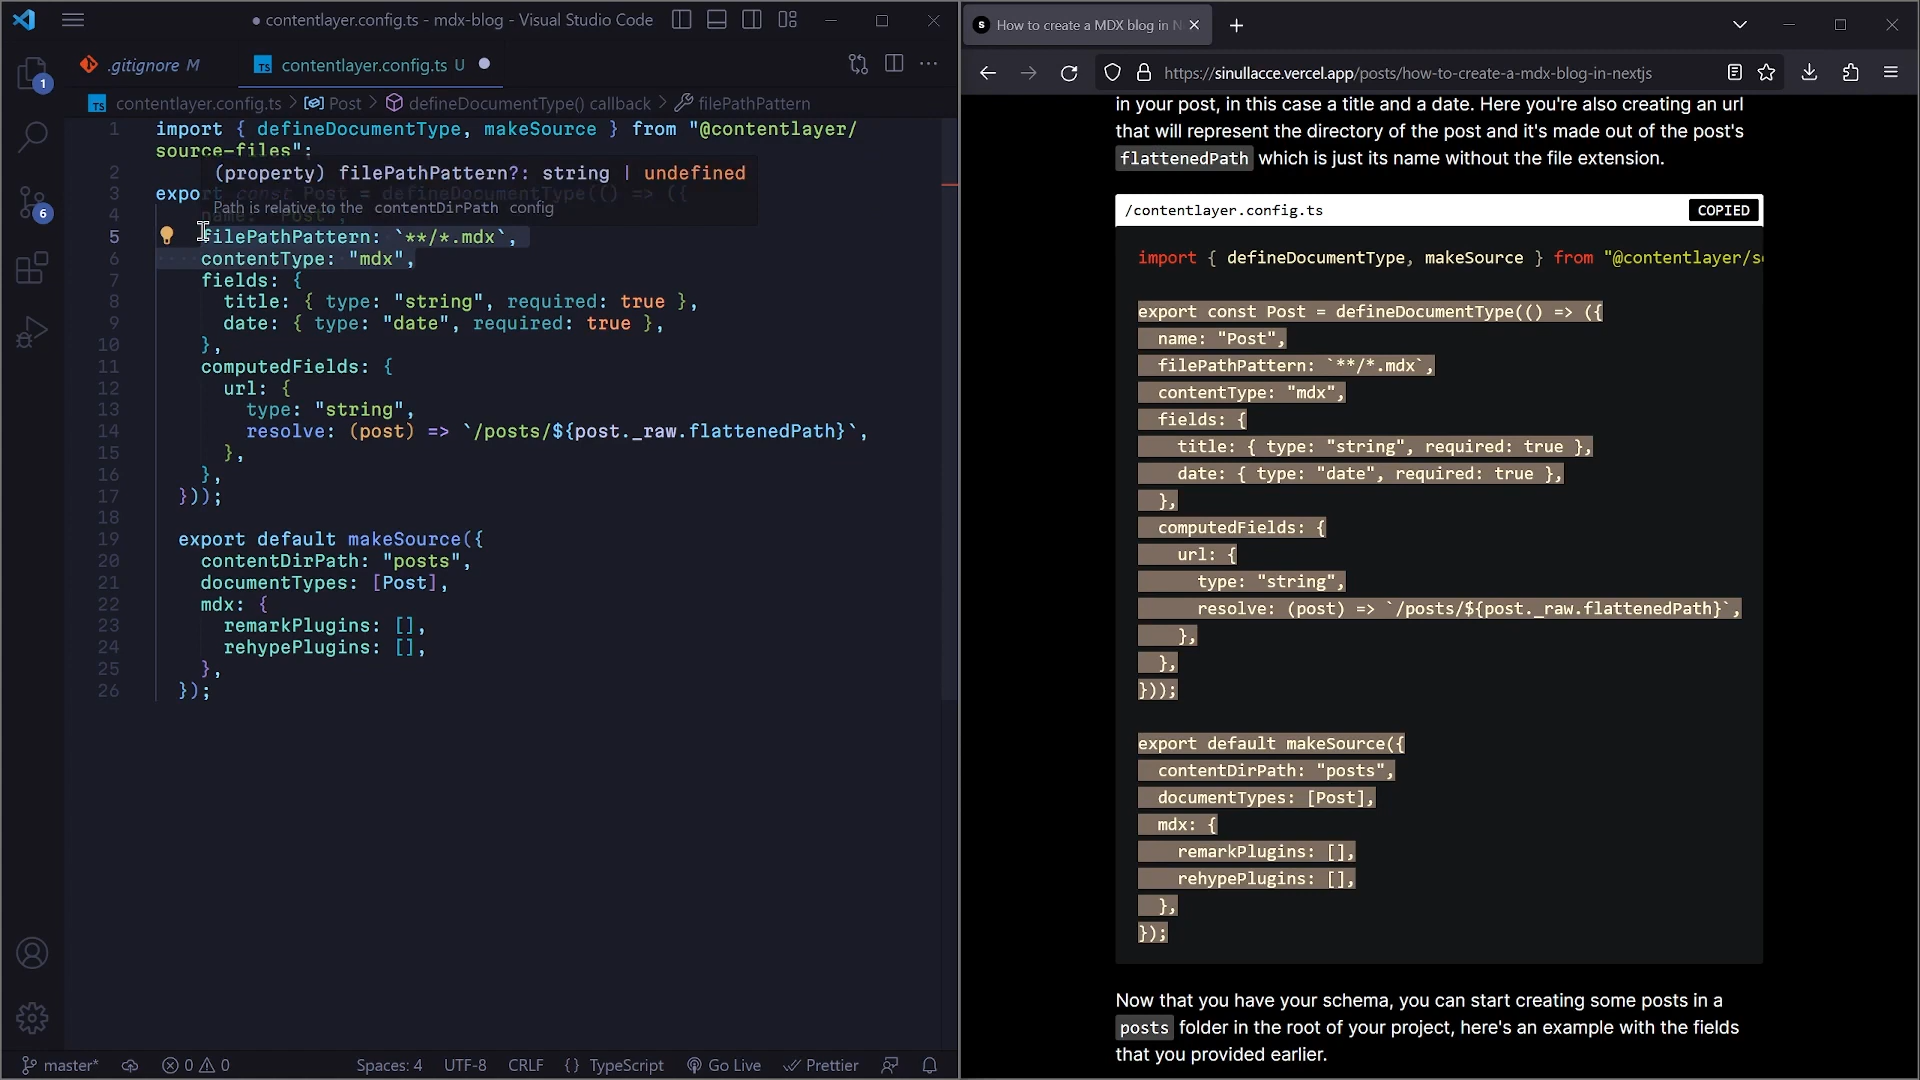 contentlayer.config.ts - mdx-blog - Visual Studio Code
.gitignore M
contentlayer.config.ts U
contentlayer.config.ts > Post > defineDocumentType() callback > filePathPattern
1 import { defineDocumentType, makeSource } from "@contentlayer/
source-files";
2
(property) filePathPattern?: string | undefined
3 export const Post = defineDocumentType(() => ({
Path is relative to the contentDirPath config
4 name: "Post",
5 filePathPattern: `**/*.mdx`,
6 contentType: "mdx",
7 fields: {
8 title: { type: "string", required: true },
9 date: { type: "date", required: true },
10 },
11 computedFields: {
12 url: {
13 type: "string",
14 resolve: (post) => `/posts/${post._raw.flattenedPath}`,
15 },
16 },
17 }));
18
19 export default makeSource({
20 contentDirPath: "posts",
21 documentTypes: [Post],
22 mdx: {
23 remarkPlugins: [],
24 rehypePlugins: [],
25 },
26 });
1
6
master*
0 0
Spaces: 4
UTF-8
CRLF
{ } TypeScript
Go Live
Prettier
S
How to create a MDX blog in N
https://sinullacce.vercel.app/posts/how-to-create-a-mdx-blog-in-nextjs
in your post, in this case a title and a date. Here you're also creating an url
that will represent the directory of the post and it's made out of the post's
flattenedPath which is just its name without the file extension.
/contentlayer.config.ts
COPIED
import { defineDocumentType, makeSource } from "@contentlayer/s
export const Post = defineDocumentType(() => ({
name: "Post",
filePathPattern: `**/*.mdx`,
contentType: "mdx",
fields: {
title: { type: "string", required: true },
date: { type: "date", required: true },
},
computedFields: {
url: {
type: "string",
resolve: (post) => `/posts/${post._raw.flattenedPath}`,
},
},
}));
export default makeSource({
contentDirPath: "posts",
documentTypes: [Post],
mdx: {
remarkPlugins: [],
rehypePlugins: [],
},
});
Now that you have your schema, you can start creating some posts in a
posts folder in the root of your project, here's an example with the fields
that you provided earlier.